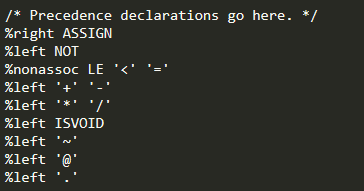 /* Precedence declarations go here. */
%right ASSIGN
%left NOT
%nonassoc LE '<' '='
%left '+' '-'
%left '*' '/'
%left ISVOID
%left '~'
%left '@'
%left '.'